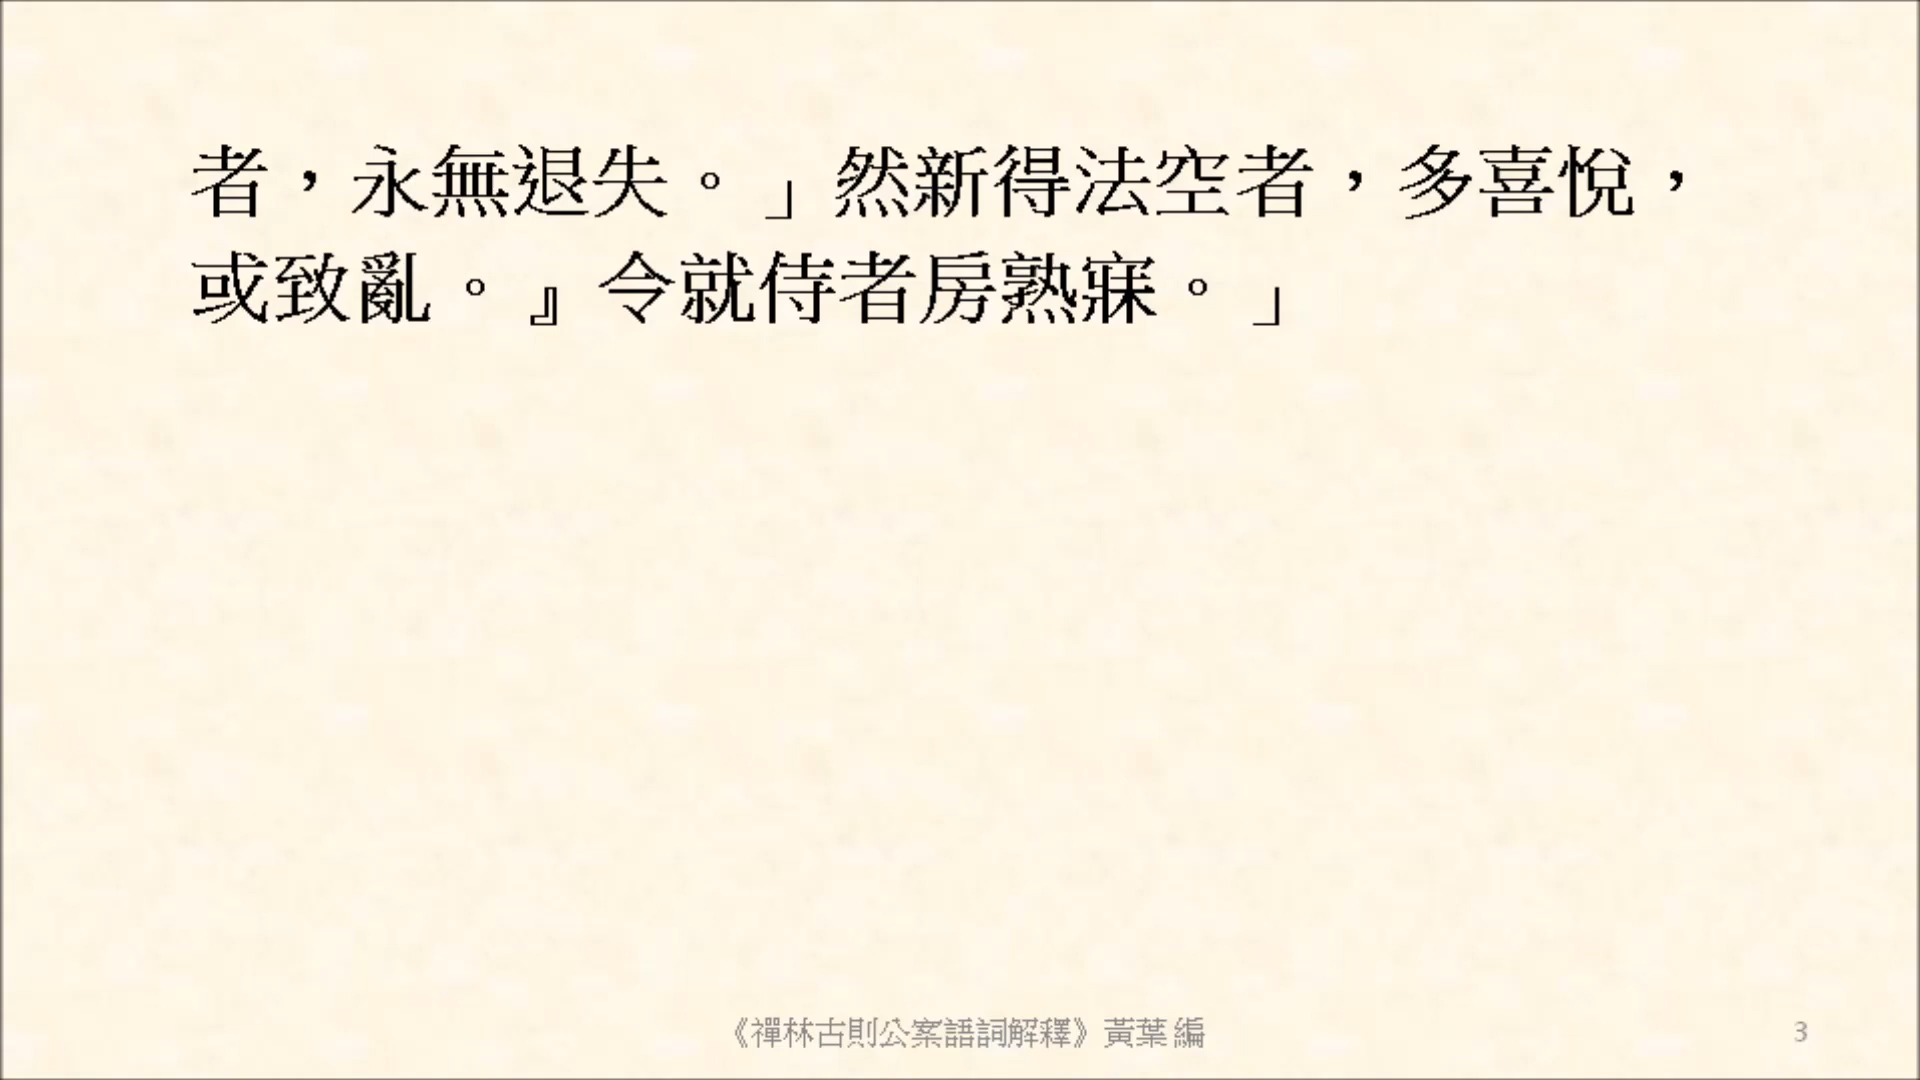 者，永無退失。」然新得法空者，多喜悅，
或致亂。』令就侍者房熟寐。」
《禪林古則公案語詞解釋》黃葉 編
3